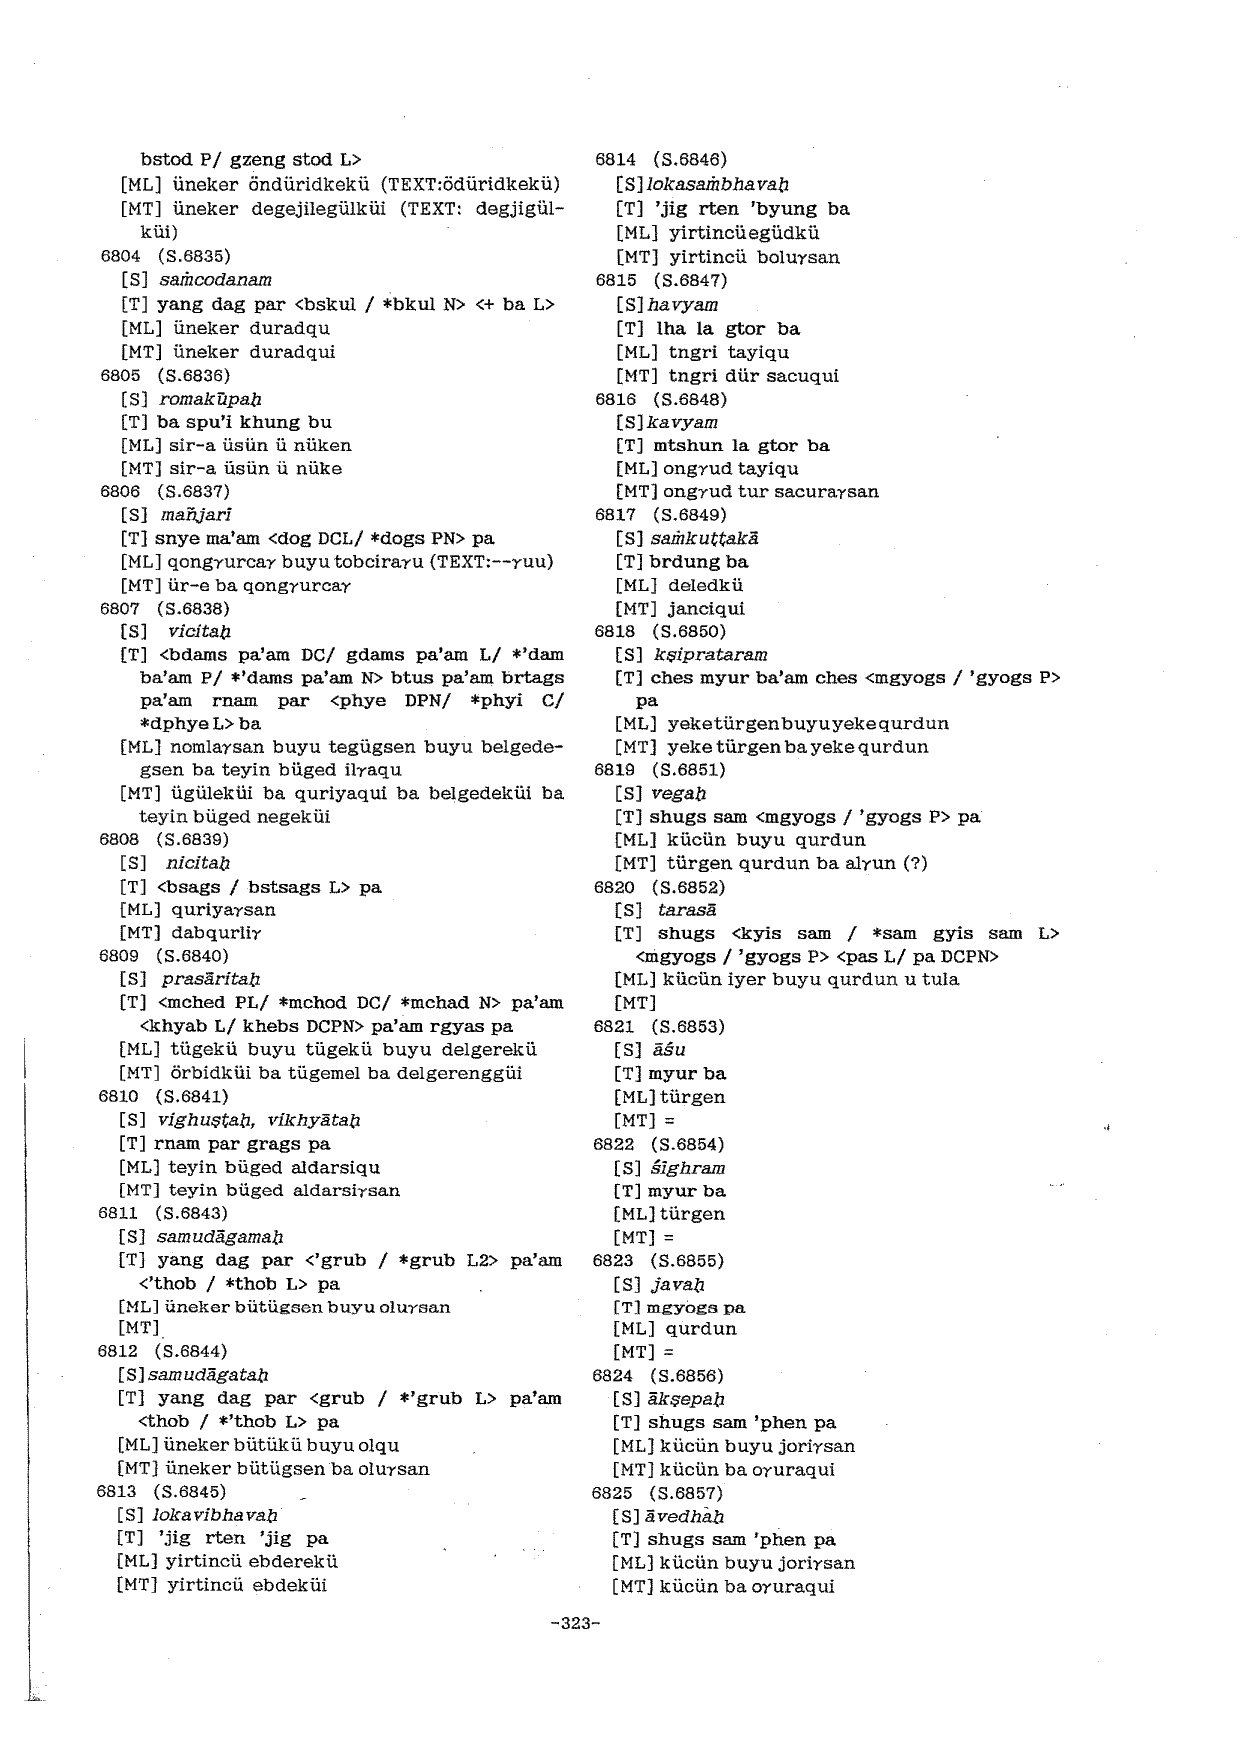 bstod P/ gzeng stod L>
[ML] üneker öndüridkekü (TEXT:ödüridkekü)
[MT] üneker degejilegülküi (TEXT: degjigül-
küi)
6804 (S.6835)
[S] saṁcodanam
[T] yang dag par <bskul / *bkul N> <+ ba L>
[ML] üneker duradqu
[MT] üneker duradqui
6805 (S.6836)
[S] romakūpaḥ
[T] ba spu'i khung bu
[ML] sir-a üsün ü nüken
[MT] sir-a üsün ü nüke
6806 (S.6837)
[S] mañjarī
[T] snye ma'am <dog DCL/ *dogs PN> pa
[ML] qongγurcaγ buyu tobciraγu (TEXT:--γuu)
[MT] ür-e ba qongγurcaγ
6807 (S.6838)
[S] vicitaḥ
[T] <bdams pa'am DC/ gdams pa'am L/ *'dam
ba'am P/ *'dams pa'am N> btus pa'am brtags
pa'am rnam par <phye DPN/ *phyi C/
*dphye L> ba
[ML] nomlaγsan buyu tegügsen buyu belgede-
gsen ba teyin büged ilγaqu
[MT] ügüleküi ba quriyaqui ba belgedeküi ba
teyin büged negeküi
6808 (S.6839)
[S] nicitaḥ
[T] <bsags / bstsags L> pa
[ML] quriyaγsan
[MT] dabqurliγ
6809 (S.6840)
[S] prasāritaḥ
[T] <mched PL/ *mchod DC/ *mchad N> pa'am
<khyab L/ khebs DCPN> pa'am rgyas pa
[ML] tügekü buyu tügekü buyu delgerekü
[MT] örbidküi ba tügemel ba delgerenggüi
6810 (S.6841)
[S] vighuṣṭaḥ, vikhyātaḥ
[T] rnam par grags pa
[ML] teyin büged aldarsiqu
[MT] teyin büged aldarsiγsan
6811 (S.6843)
[S] samudāgamaḥ
[T] yang dag par <'grub / *grub L2> pa'am
<'thob / *thob L> pa
[ML] üneker bütügsen buyu oluγsan
[MT]
6812 (S.6844)
[S] samudāgataḥ
[T] yang dag par <grub / *'grub L> pa'am
<thob / *'thob L> pa
[ML] üneker bütükü buyu olqu
[MT] üneker bütügsen ba oluγsan
6813 (S.6845)
[S] lokavibhavaḥ
[T] 'jig rten 'jig pa
[ML] yirtincü ebderekü
[MT] yirtincü ebdeküi
6814 (S.6846)
[S] lokasaṁbhavaḥ
[T] 'jig rten 'byung ba
[ML] yirtincü egüdkü
[MT] yirtincü boluγsan
6815 (S.6847)
[S] havyam
[T] lha la gtor ba
[ML] tngri tayiqu
[MT] tngri dür sacuqui
6816 (S.6848)
[S] kavyam
[T] mtshun la gtor ba
[ML] ongγud tayiqu
[MT] ongγud tur sacuraγsan
6817 (S.6849)
[S] saṁkuṭṭakā
[T] brdung ba
[ML] deledkü
[MT] janciqui
6818 (S.6850)
[S] kṣiprataram
[T] ches myur ba'am ches <mgyogs / 'gyogs P>
pa
[ML] yeke türgen buyu yeke qurdun
[MT] yeke türgen ba yeke qurdun
6819 (S.6851)
[S] vegaḥ
[T] shugs sam <mgyogs / 'gyogs P> pa
[ML] kücün buyu qurdun
[MT] türgen qurdun ba alγun (?)
6820 (S.6852)
[S] tarasā
[T] shugs <kyis sam / *sam gyis sam L>
<mgyogs / 'gyogs P> <pas L/ pa DCPN>
[ML] kücün iyer buyu qurdun u tula
[MT]
6821 (S.6853)
[S] āśu
[T] myur ba
[ML] türgen
[MT] =
6822 (S.6854)
[S] śīghram
[T] myur ba
[ML] türgen
[MT] =
6823 (S.6855)
[S] javaḥ
[T] mgyogs pa
[ML] qurdun
[MT] =
6824 (S.6856)
[S] ākṣepaḥ
[T] shugs sam 'phen pa
[ML] kücün buyu joriγsan
[MT] kücün ba oγuraqui
6825 (S.6857)
[S] āvedhaḥ
[T] shugs sam 'phen pa
[ML] kücün buyu joriγsan
[MT] kücün ba oγuraqui
-323-